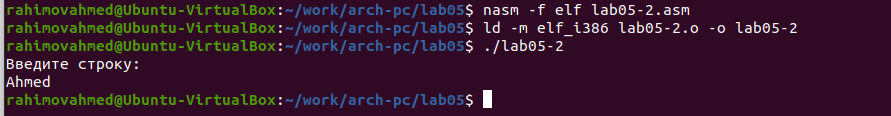 rahimovahmed@Ubuntu-VirtualBox:~/work/arch-pc/lab05$ nasm -f elf lab05-2.asm
rahimovahmed@Ubuntu-VirtualBox:~/work/arch-pc/lab05$ ld -m elf_i386 lab05-2.o -o lab05-2
rahimovahmed@Ubuntu-VirtualBox:~/work/arch-pc/lab05$ ./lab05-2
Введите строку:
Ahmed
rahimovahmed@Ubuntu-VirtualBox:~/work/arch-pc/lab05$